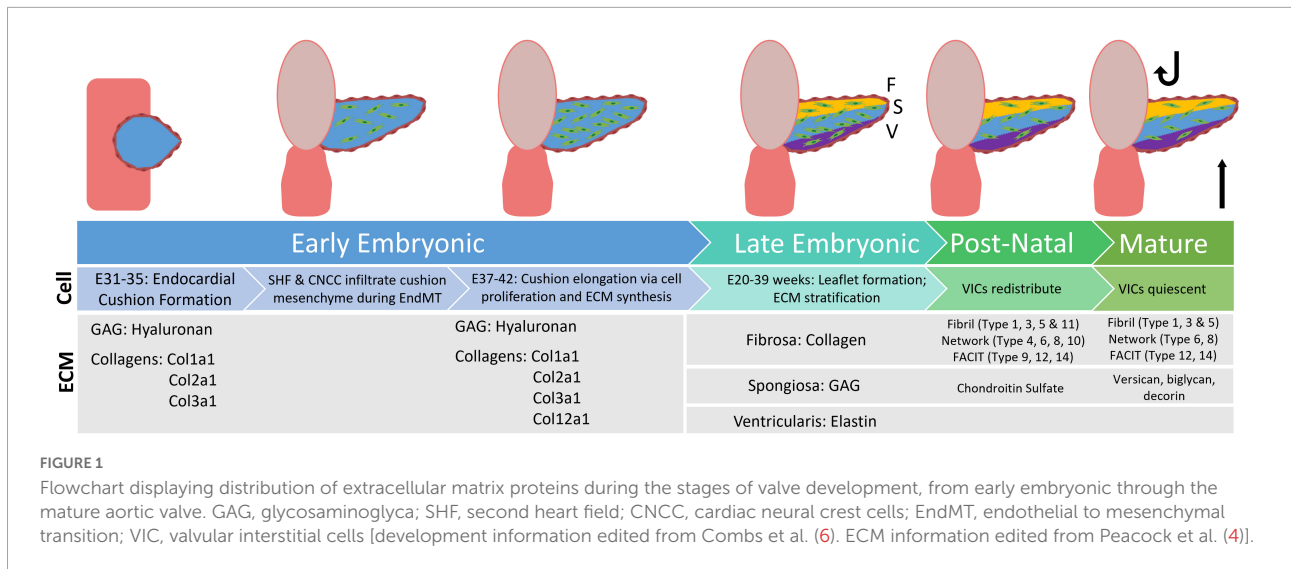 F
S
V
Early Embryonic
Late Embryonic
Post-Natal
Mature
Cell
E31-35: Endocardial
Cushion Formation
SHF & CNCC infiltrate cushion
mesenchyme during EndMT
E37-42: Cushion elongation via cell
proliferation and ECM synthesis
E20-39 weeks: Leaflet formation;
ECM stratification
VICs redistribute
VICs quiescent
ECM
GAG: Hyaluronan
Collagens: Col1a1
Col2a1
Col3a1
GAG: Hyaluronan
Collagens: Col1a1
Col2a1
Col3a1
Col12a1
Fibrosa: Collagen
Fibril (Type 1, 3, 5 & 11)
Network (Type 4, 6, 8, 10)
FACIT (Type 9, 12, 14)
Fibril (Type 1, 3 & 5)
Network (Type 6, 8)
FACIT (Type 12, 14)
Spongiosa: GAG
Chondroitin Sulfate
Versican, biglycan,
decorin
Ventricularis: Elastin
FIGURE 1
Flowchart displaying distribution of extracellular matrix proteins during the stages of valve development, from early embryonic through the
mature aortic valve. GAG, glycosaminoglyca; SHF, second heart field; CNCC, cardiac neural crest cells; EndMT, endothelial to mesenchymal
transition; VIC, valvular interstitial cells [development information edited from Combs et al. (6). ECM information edited from Peacock et al. (4)].